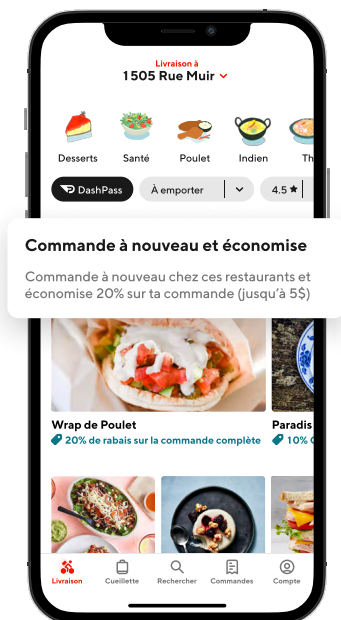 Livraison à
1505 Rue Muir
Desserts
Santé
Poulet
Indien
Th
DashPass
À emporter
4.5
Commande à nouveau et économise
Commande à nouveau chez ces restaurants et
économise 20% sur ta commande (jusqu'à 5$)
Wrap de Poulet
Paradis
20% de rabais sur la commande complète
10%
Livraison
Cueillette
Rechercher
Commandes
Compte